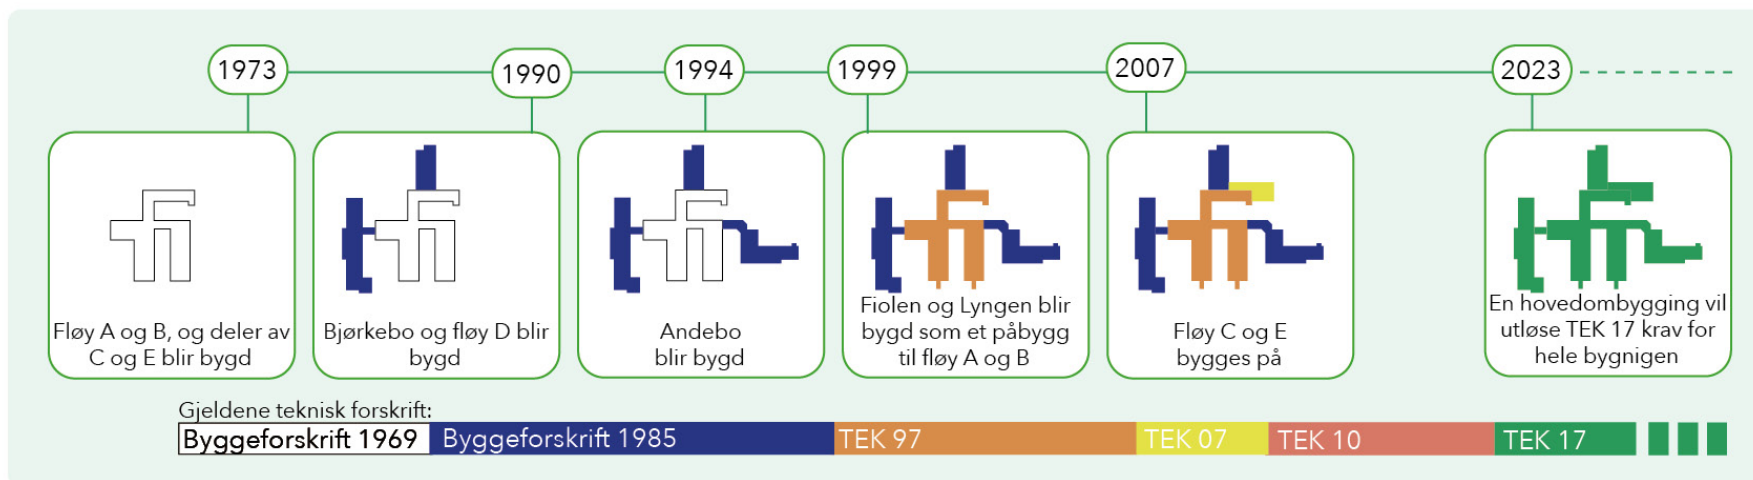 1973
1990
1994
1999
2007
2023
Fløy A og B, og deler av
C og E blir bygd
Bjørkebo og fløy D blir
bygd
Andebo
blir bygd
Fiolen og Lyngen blir
bygd som et påbygg
til fløy A og B
Fløy C og E
bygges på
En hovedombygging vil
utløse TEK 17 krav for
hele bygnigen
Gjeldene teknisk forskrift:
Byggeforskrift 1969
Byggeforskrift 1985
TEK 97
TEK 07
TEK 10
TEK 17